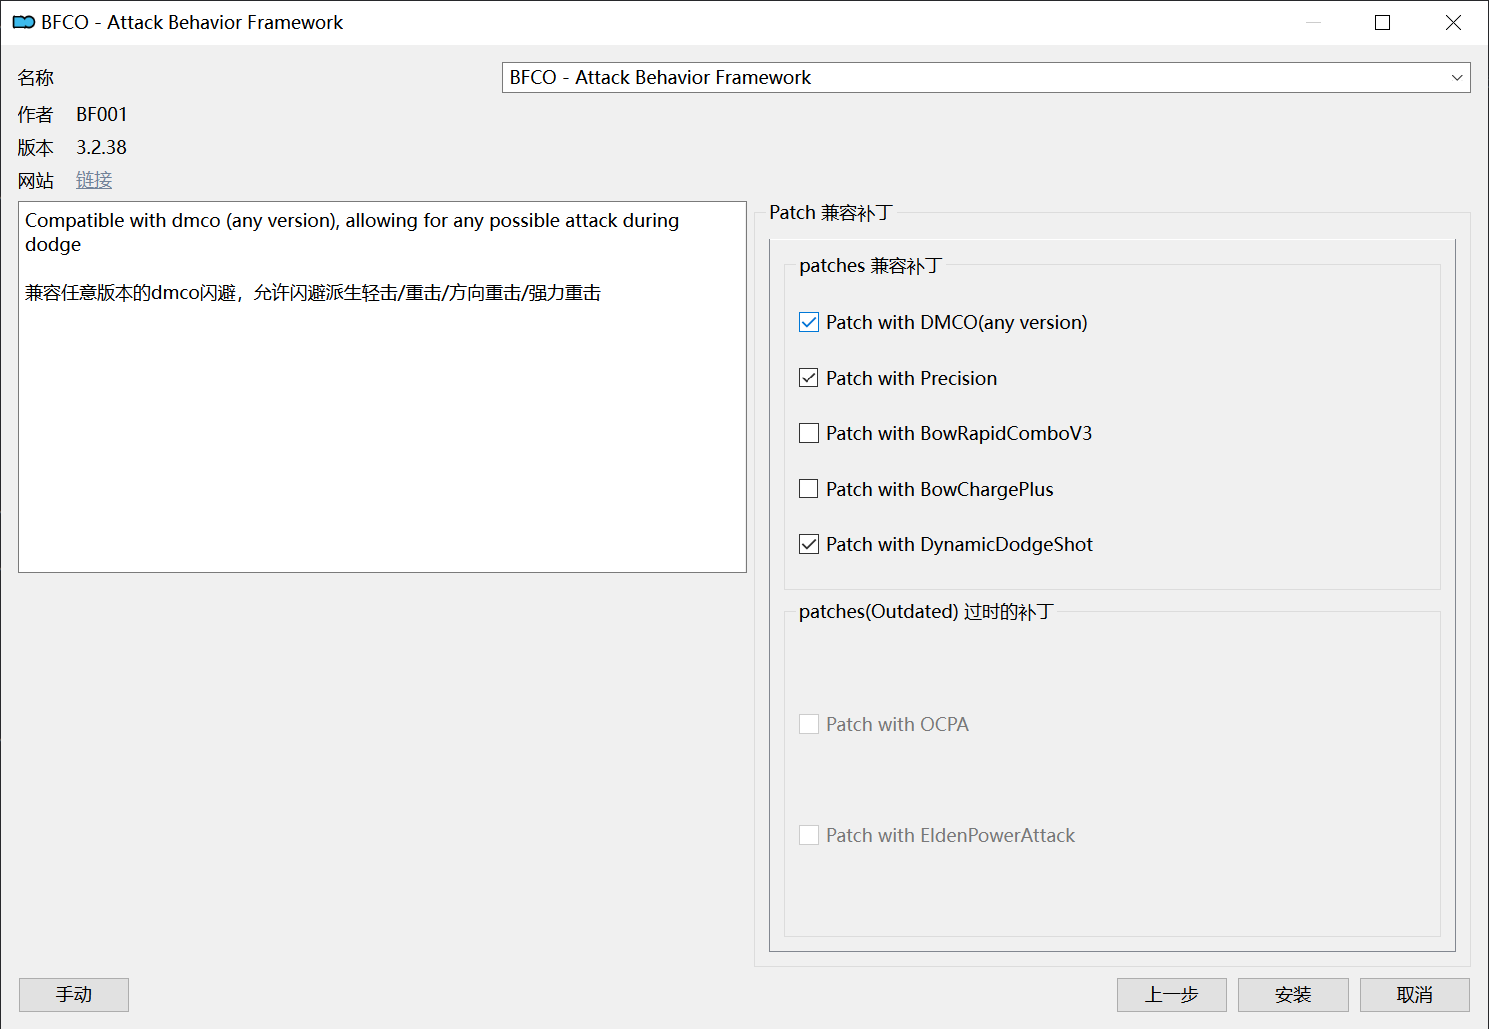 BFCO - Attack Behavior Framework
名称
BFCO - Attack Behavior Framework
作者 BF001
版本 3.2.38
网站 链接
Compatible with dmco (any version), allowing for any possible attack during
dodge
兼容任意版本的dmco闪避，允许闪避派生轻击/重击/方向重击/强力重击
Patch 兼容补丁
patches 兼容补丁
Patch with DMCO(any version)
Patch with Precision
Patch with BowRapidComboV3
Patch with BowChargePlus
Patch with DynamicDodgeShot
patches(Outdated) 过时的补丁
Patch with OCPA
Patch with EldenPowerAttack
手动
上一步
安装
取消